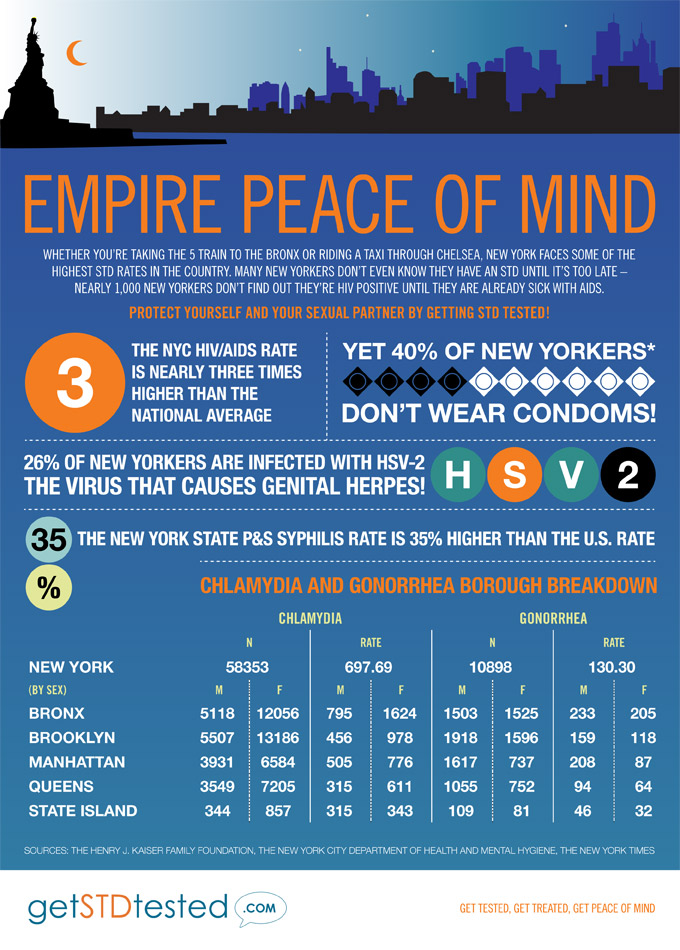 EMPIRE PEACE OF MIND
WHETHER YOU'RE TAKING THE 5 TRAIN TO THE BRONX OR RIDING A TAXI THROUGH CHELSEA, NEW YORK FACES SOME OF THE
HIGHEST STD RATES IN THE COUNTRY. MANY NEW YORKERS DON'T EVEN KNOW THEY HAVE AN STD UNTIL IT'S TOO LATE –
NEARLY 1,000 NEW YORKERS DON'T FIND OUT THEY'RE HIV POSITIVE UNTIL THEY ARE ALREADY SICK WITH AIDS.
PROTECT YOURSELF AND YOUR SEXUAL PARTNER BY GETTING STD TESTED!
3
THE NYC HIV/AIDS RATE
IS NEARLY THREE TIMES
HIGHER THAN THE
NATIONAL AVERAGE
YET 40% OF NEW YORKERS*
DON'T WEAR CONDOMS!
26% OF NEW YORKERS ARE INFECTED WITH HSV-2
THE VIRUS THAT CAUSES GENITAL HERPES!
H S V 2
35
%
THE NEW YORK STATE P&S SYPHILIS RATE IS 35% HIGHER THAN THE U.S. RATE
CHLAMYDIA AND GONORRHEA BOROUGH BREAKDOWN
CHLAMYDIA GONORRHEA
N RATE N RATE
NEW YORK 58353 697.69 10898 130.30
(BY SEX) M F M F M F M F
BRONX 5118 12056 795 1624 1503 1525 233 205
BROOKLYN 5507 13186 456 978 1918 1596 159 118
MANHATTAN 3931 6584 505 776 1617 737 208 87
QUEENS 3549 7205 315 611 1055 752 94 64
STATE ISLAND 344 857 315 343 109 81 46 32
SOURCES: THE HENRY J. KAISER FAMILY FOUNDATION, THE NEW YORK CITY DEPARTMENT OF HEALTH AND MENTAL HYGIENE, THE NEW YORK TIMES
getSTDtested .COM
GET TESTED, GET TREATED, GET PEACE OF MIND